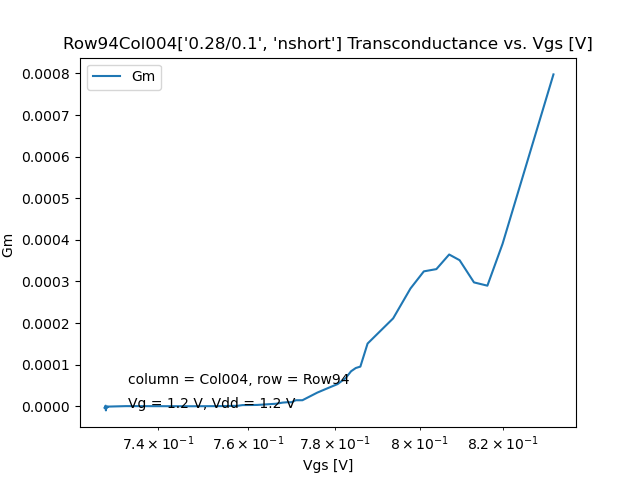 Row94Col004['0.28/0.1', 'nshort'] Transconductance vs. Vgs [V]
Gm
0.0008
0.0007
0.0006
0.0005
0.0004
0.0003
0.0002
0.0001
0.0000
Gm
column = Col004, row = Row94
Vg = 1.2 V, Vdd = 1.2 V
7.4 × 10⁻¹ 7.6 × 10⁻¹ 7.8 × 10⁻¹ 8 × 10⁻¹ 8.2 × 10⁻¹
Vgs [V]